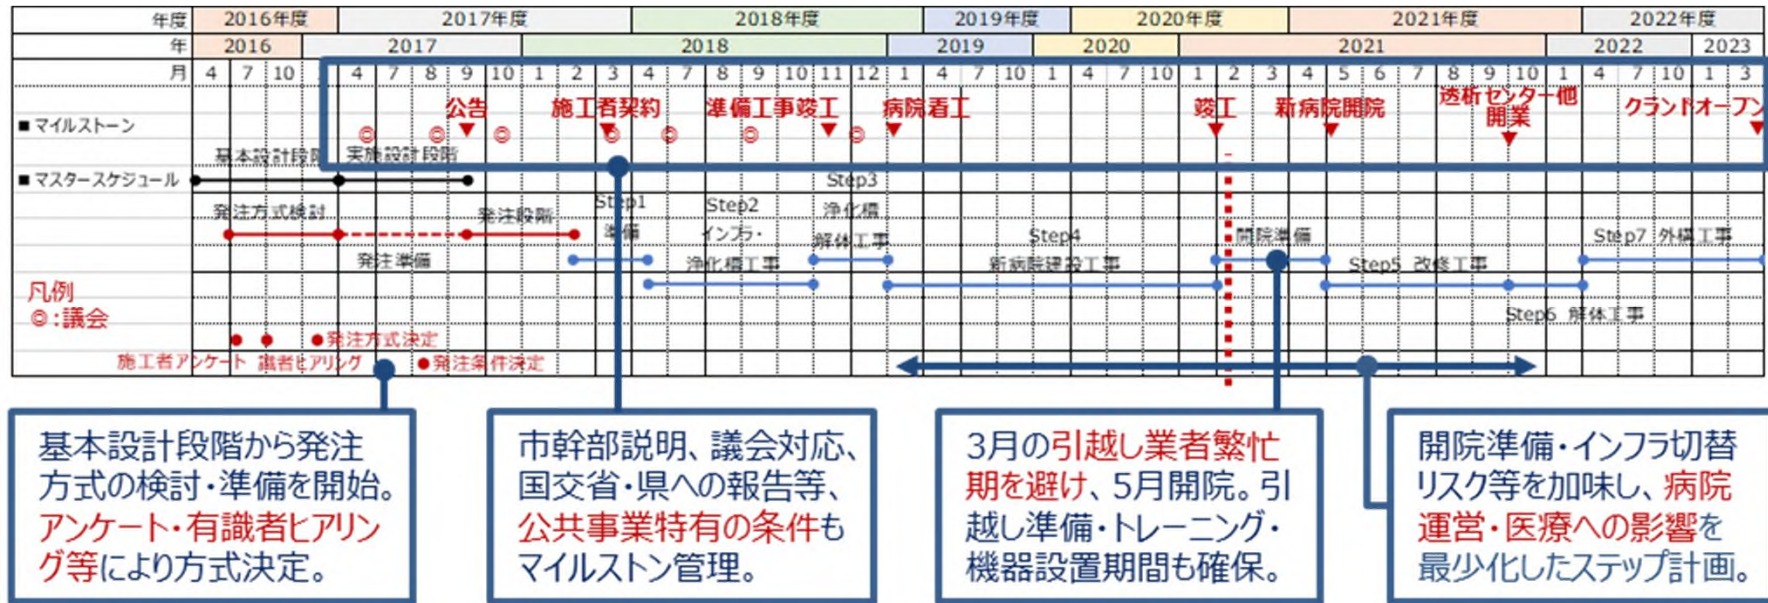 年度 2016年度 2017年度 2018年度 2019年度 2020年度 2021年度 2022年度
年 2016 2017 2018 2019 2020 2021 2022 2023
月 4 7 10 4 7 8 9 10 1 2 3 4 7 8 9 10 11 12 1 4 7 10 1 4 7 10 1 2 3 4 5 6 7 8 9 10 1 4 7 10 1 3
公告 施工者契約 準備工事竣工 病院着工 竣工 新病院開院 透析センター他
開業 クランドオープン
■マイルストーン
◎ ◎ ◎ ◎ ◎ ◎ ◎
基本設計段階 実施設計段階
■マスタースケジュール
Step3
発注方式検討 発注段階 Step1 Step2 浄化槽
準備 インフラ・ 解体工事 Step4 開院準備 Step7 外構工事
発注準備 浄化槽工事 新病院建設工事 Step5 改修工事
凡例
◎:議会
Step6 解体工事
●発注方式決定
施工者アンケート 識者ヒアリング ●発注条件決定
基本設計段階から発注
方式の検討・準備を開始。
アンケート・有識者ヒアリン
グ等により方式決定。
市幹部説明、議会対応、
国交省・県への報告等、
公共事業特有の条件も
マイルストン管理。
3月の引越し業者繁忙
期を避け、5月開院。引
越し準備・トレーニング・
機器設置期間も確保。
開院準備・インフラ切替
リスク等を加味し、病院
運営・医療への影響を
最少化したステップ計画。